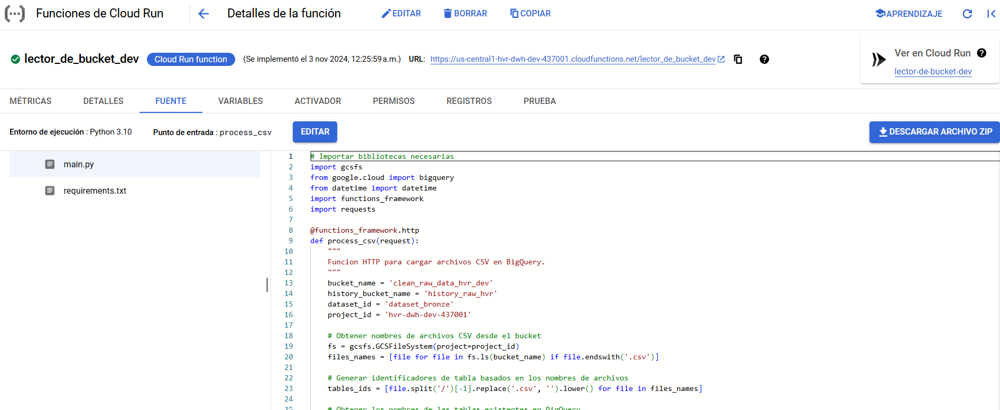 Funciones de Cloud Run
Detalles de la función
EDITAR
BORRAR
COPIAR
APRENDIZAJE
lector_de_bucket_dev
Cloud Run function
(Se implementó el 3 nov 2024, 12:25:59 a.m.)
URL: https://us-central1-hvr-dwh-dev-437001.cloudfunctions.net/lector_de_bucket_dev
Ver en Cloud Run
lector-de-bucket-dev
MÉTRICAS
DETALLES
FUENTE
VARIABLES
ACTIVADOR
PERMISOS
REGISTROS
PRUEBA
Entorno de ejecución : Python 3.10
Punto de entrada : process_csv
EDITAR
DESCARGAR ARCHIVO ZIP
main.py
requirements.txt
1 # Importar bibliotecas necesarias
2 import gcsfs
3 from google.cloud import bigquery
4 from datetime import datetime
5 import functions_framework
6 import requests
7
8 @functions_framework.http
9 def process_csv(request):
10     """
11     Funcion HTTP para cargar archivos CSV en BigQuery.
12     """
13     bucket_name = 'clean_raw_data_hvr_dev'
14     history_bucket_name = 'history_raw_hvr'
15     dataset_id = 'dataset_bronze'
16     project_id = 'hvr-dwh-dev-437001'
17
18     # Obtener nombres de archivos CSV desde el bucket
19     fs = gcsfs.GCSFileSystem(project=project_id)
20     files_names = [file for file in fs.ls(bucket_name) if file.endswith('.csv')]
21
22     # Generar identificadores de tabla basados en los nombres de archivos
23     tables_ids = [file.split('/')[-1].replace('.csv', '').lower() for file in files_names]
24
25     # Obtener los nombres de las tablas existentes en BigQuery